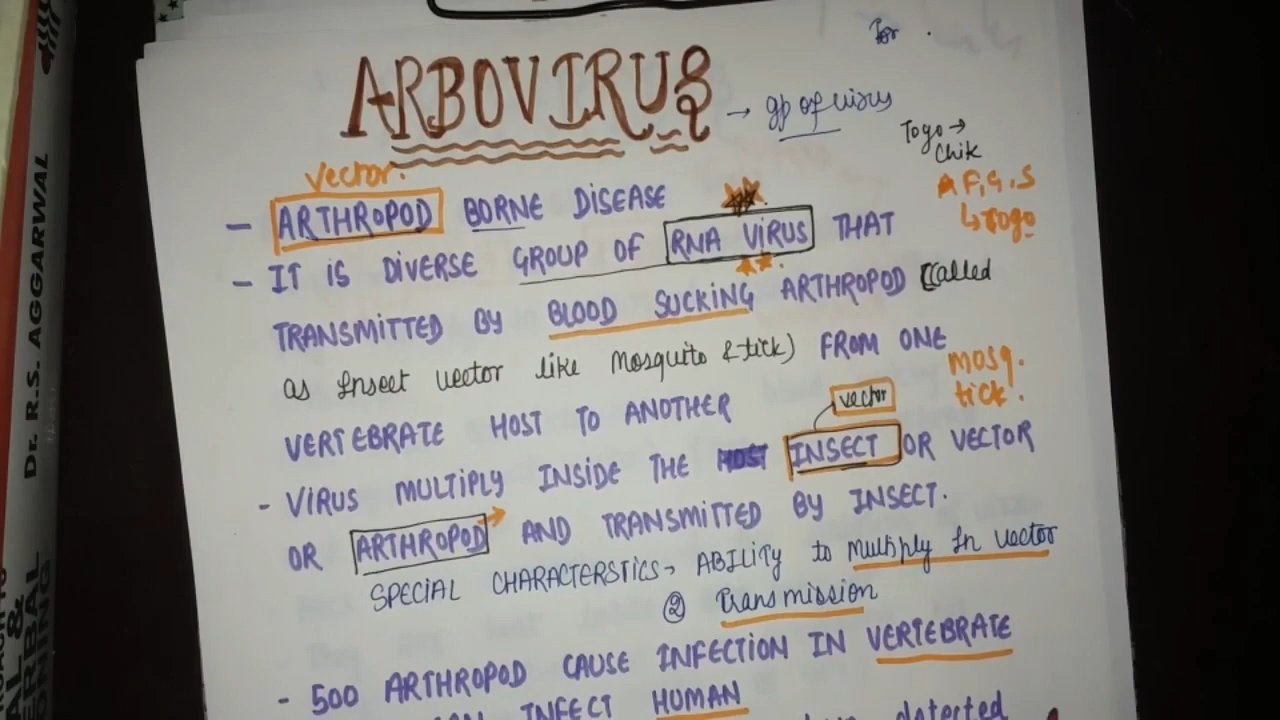 For .
ARBOVIRUS → gp of virus
Togo →
Chik
F, G, S
↳ Togo
Vector.
- ARTHROPOD BORNE DISEASE
- IT IS DIVERSE GROUP OF RNA VIRUS THAT
TRANSMITTED BY BLOOD SUCKING ARTHROPOD (Called
as Insect vector like Mosquito & tick) FROM ONE
mosq.
tick.
VERTEBRATE HOST TO ANOTHER
vector
- VIRUS MULTIPLY INSIDE THE INSECT OR VECTOR
OR ARTHROPOD → AND TRANSMITTED BY INSECT.
SPECIAL CHARACTERSTICS → ABILITY to Multiply In vector
② Transmission
- 500 ARTHROPOD CAUSE INFECTION IN VERTEBRATE
INFECT HUMAN
detected
Dr. R.S. AGGARWAL